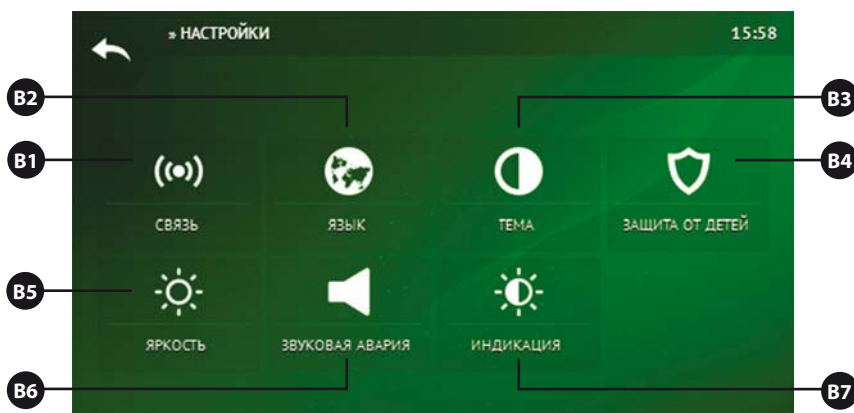 » НАСТРОЙКИ 15:58
B2 B3
B1 B4
СВЯЗЬ ЯЗЫК ТЕМА ЗАЩИТА ОТ ДЕТЕЙ
B5
ЯРКОСТЬ ЗВУКОВАЯ АВАРИЯ ИНДИКАЦИЯ
B6 B7